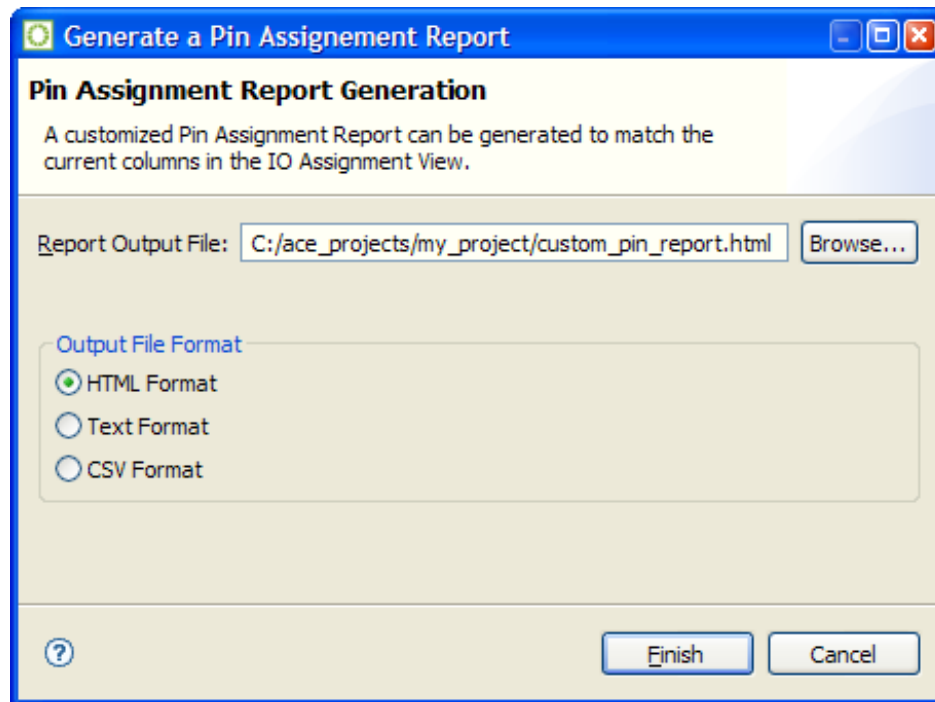 Generate a Pin Assignement Report
Pin Assignment Report Generation
A customized Pin Assignment Report can be generated to match the
current columns in the IO Assignment View.
Report Output File: C:/ace_projects/my_project/custom_pin_report.html Browse...
Output File Format
HTML Format
Text Format
CSV Format
? Finish Cancel